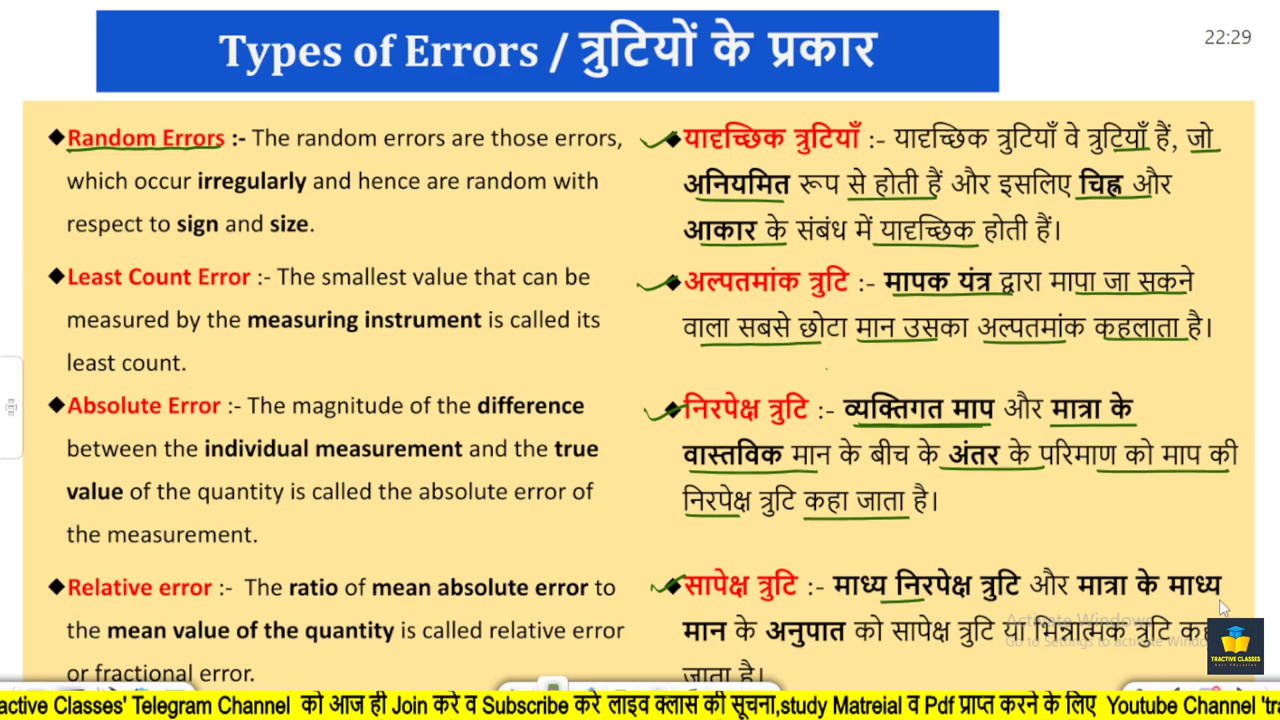 Types of Errors / त्रुटियों के प्रकार
22:29
◆Random Errors :- The random errors are those errors,
which occur irregularly and hence are random with
respect to sign and size.
◆Least Count Error :- The smallest value that can be
measured by the measuring instrument is called its
least count.
◆Absolute Error :- The magnitude of the difference
between the individual measurement and the true
value of the quantity is called the absolute error of
the measurement.
◆Relative error :- The ratio of mean absolute error to
the mean value of the quantity is called relative error
or fractional error.
◆यादृच्छिक त्रुटियाँ :- यादृच्छिक त्रुटियाँ वे त्रुटियाँ हैं, जो
अनियमित रूप से होती हैं और इसलिए चिह्न और
आकार के संबंध में यादृच्छिक होती हैं।
◆अल्पतमांक त्रुटि :- मापक यंत्र द्वारा मापा जा सकने
वाला सबसे छोटा मान उसका अल्पतमांक कहलाता है।
◆निरपेक्ष त्रुटि :- व्यक्तिगत माप और मात्रा के
वास्तविक मान के बीच के अंतर के परिमाण को माप की
निरपेक्ष त्रुटि कहा जाता है।
◆सापेक्ष त्रुटि :- माध्य निरपेक्ष त्रुटि और मात्रा के माध्य
मान के अनुपात को सापेक्ष त्रुटि या भिन्नात्मक त्रुटि
जाता है।
Activate Windows
Go to Settings to activate
TRACTIVE CLASSES
active Classes' Telegram Channel को आज ही Join करे व Subscribe करे लाइव क्लास की सूचना,study Matreial व Pdf प्राप्त करने के लिए Youtube Channel 'tra